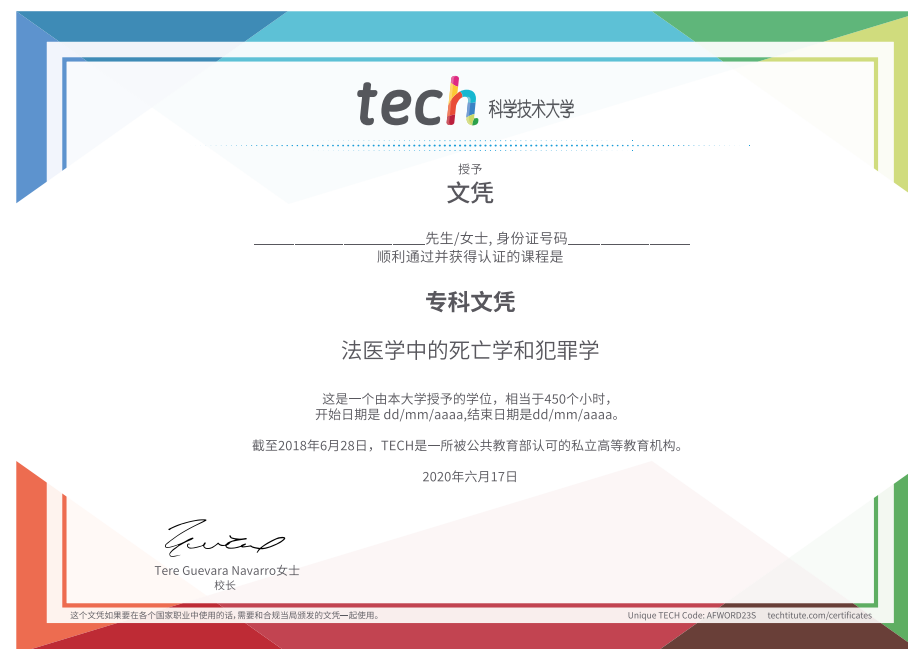 tech 科学技术大学
授予
文凭
先生/女士, 身份证号码
顺利通过并获得认证的课程是
专科文凭
法医学中的死亡学和犯罪学
这是一个由本大学授予的学位，相当于450个小时，
开始日期是 dd/mm/aaaa,结束日期是dd/mm/aaaa。
截至2018年6月28日，TECH是一所被公共教育部认可的私立高等教育机构。
2020年六月17日
Tere Guevara Navarro女士
校长
这个文凭如果要在各个国家职业中使用的话,需要和合规当局颁发的文凭一起使用。
Unique TECH Code: AFWORD23S techtitute.com/certificates